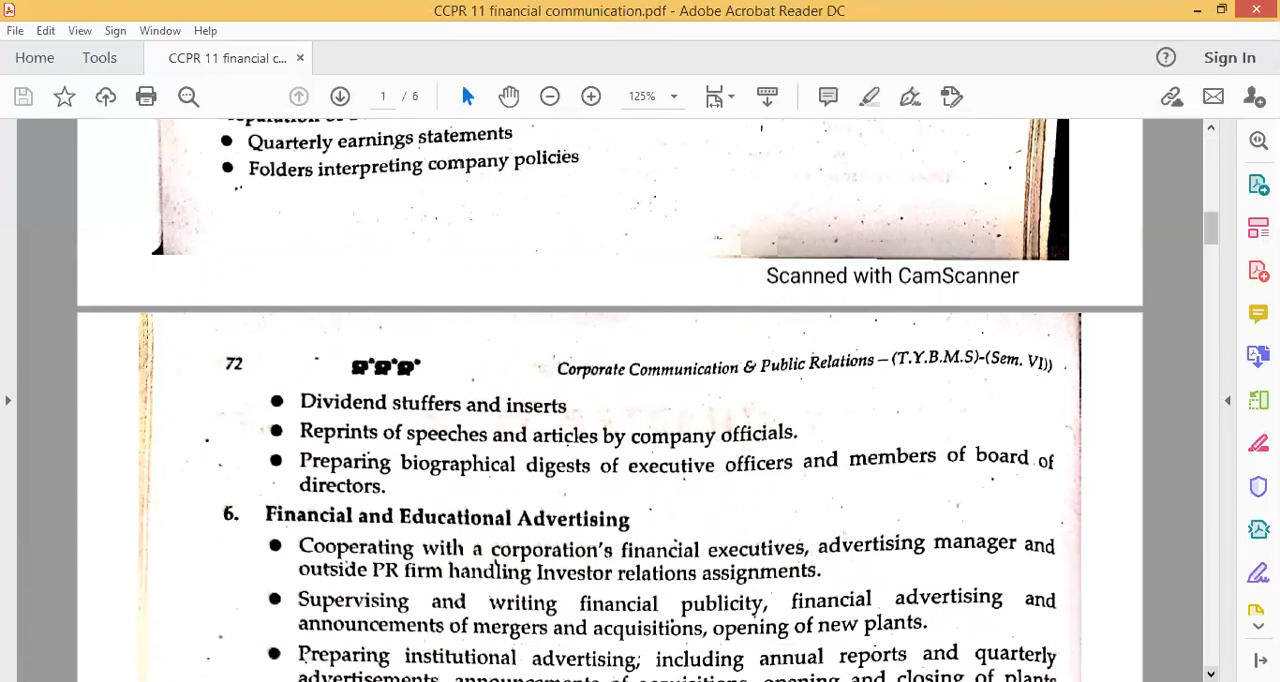 CCPR 11 financial communication.pdf - Adobe Acrobat Reader DC
File Edit View Sign Window Help
Home Tools CCPR 11 financial c... × Sign In
1 / 6 125%
Quarterly earnings statements
Folders interpreting company policies
Scanned with CamScanner
72 Corporate Communication & Public Relations – (T.Y.B.M.S)-(Sem. VI))
Dividend stuffers and inserts
Reprints of speeches and articles by company officials.
Preparing biographical digests of executive officers and members of board of
directors.
6. Financial and Educational Advertising
Cooperating with a corporation's financial executives, advertising manager and
outside PR firm handling Investor relations assignments.
Supervising and writing financial publicity, financial advertising and
announcements of mergers and acquisitions, opening of new plants.
Preparing institutional advertising, including annual reports and quarterly
advertisements, announcements of acquisitions, opening and closing of plants